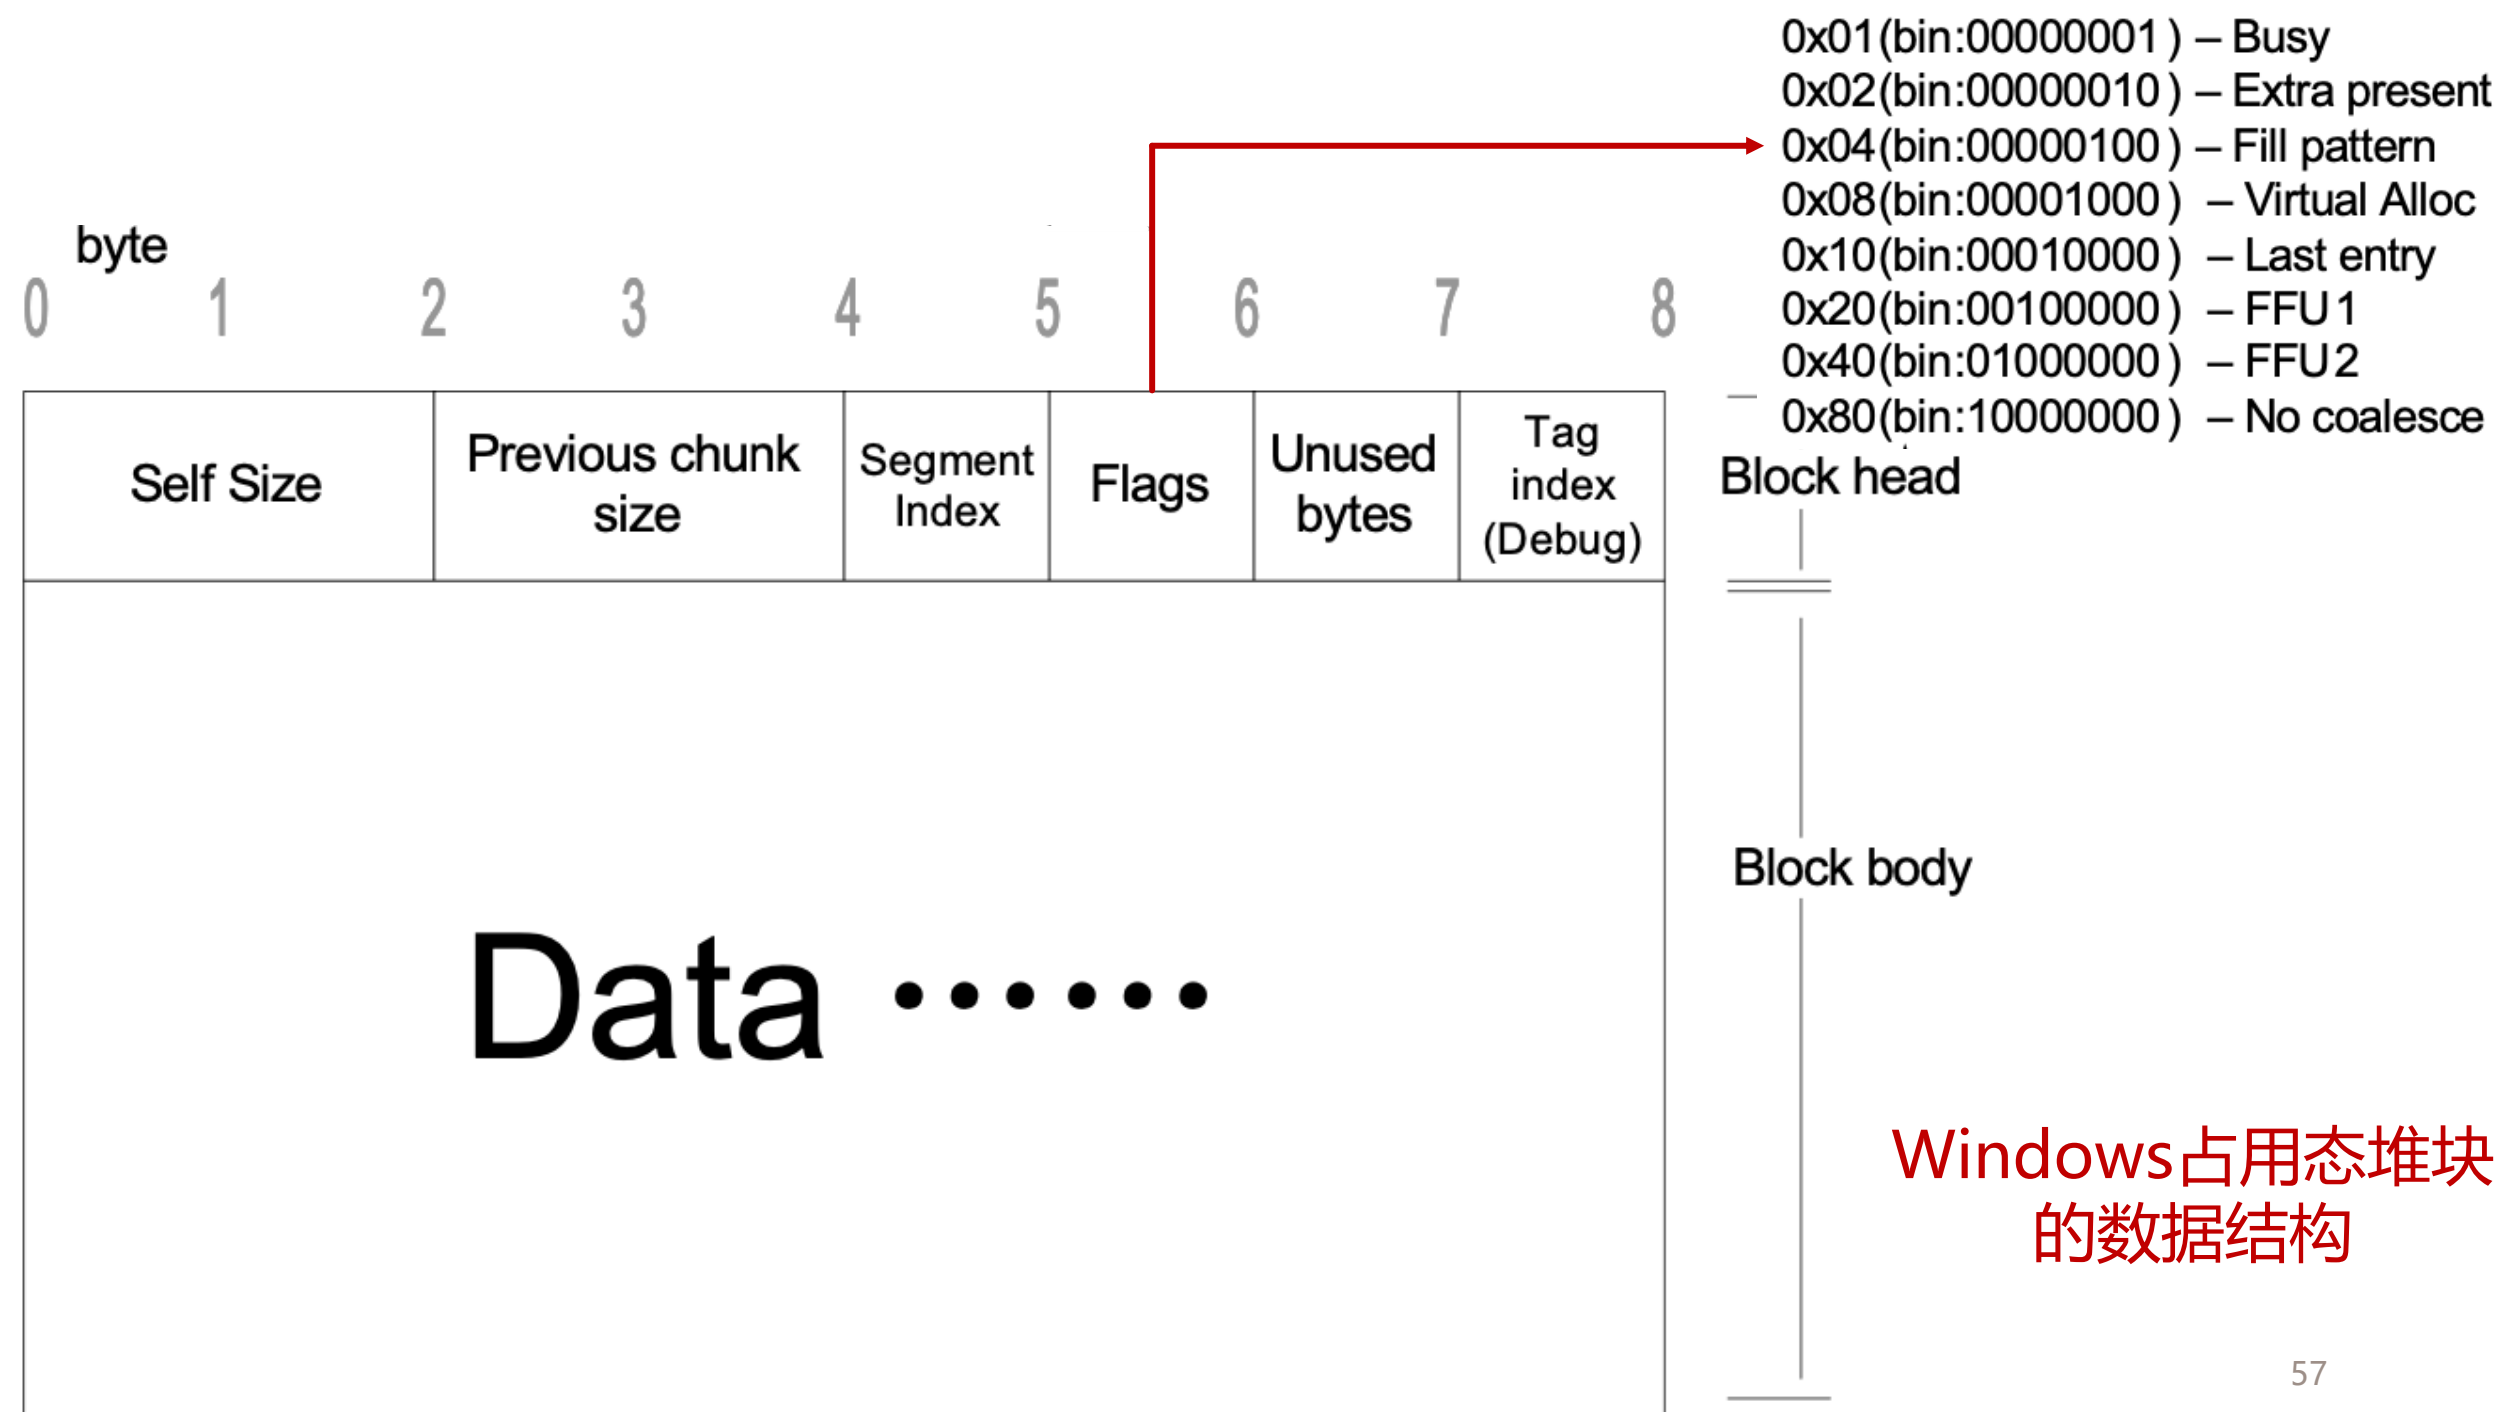 0x01(bin:00000001) – Busy
0x02(bin:00000010) – Extra present
0x04(bin:00000100) – Fill pattern
0x08(bin:00001000) – Virtual Alloc
0x10(bin:00010000) – Last entry
0x20(bin:00100000) – FFU1
0x40(bin:01000000) – FFU2
0x80(bin:10000000) – No coalesce
byte
0 1 2 3 4 5 6 7 8
Self Size
Previous chunk
size
Segment
Index
Flags
Unused
bytes
Tag
index
(Debug)
Block head
Data ······
Block body
Windows占用态堆块
的数据结构
57